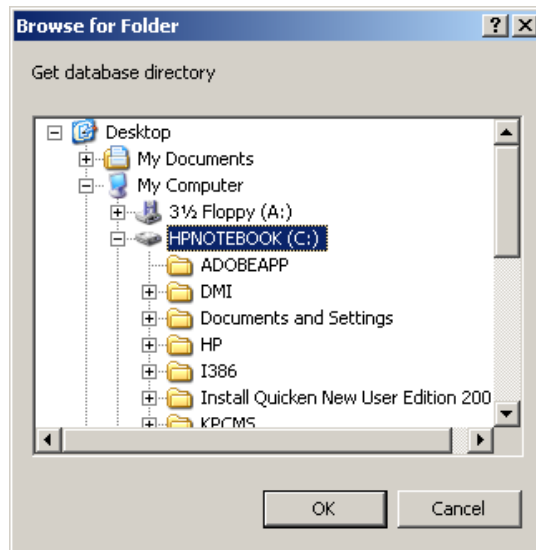 Browse for Folder
Get database directory
Desktop
My Documents
My Computer
3½ Floppy (A:)
HPNOTEBOOK (C:)
ADOBEAPP
DMI
Documents and Settings
HP
I386
Install Quicken New User Edition 200
KPCMS
OK Cancel